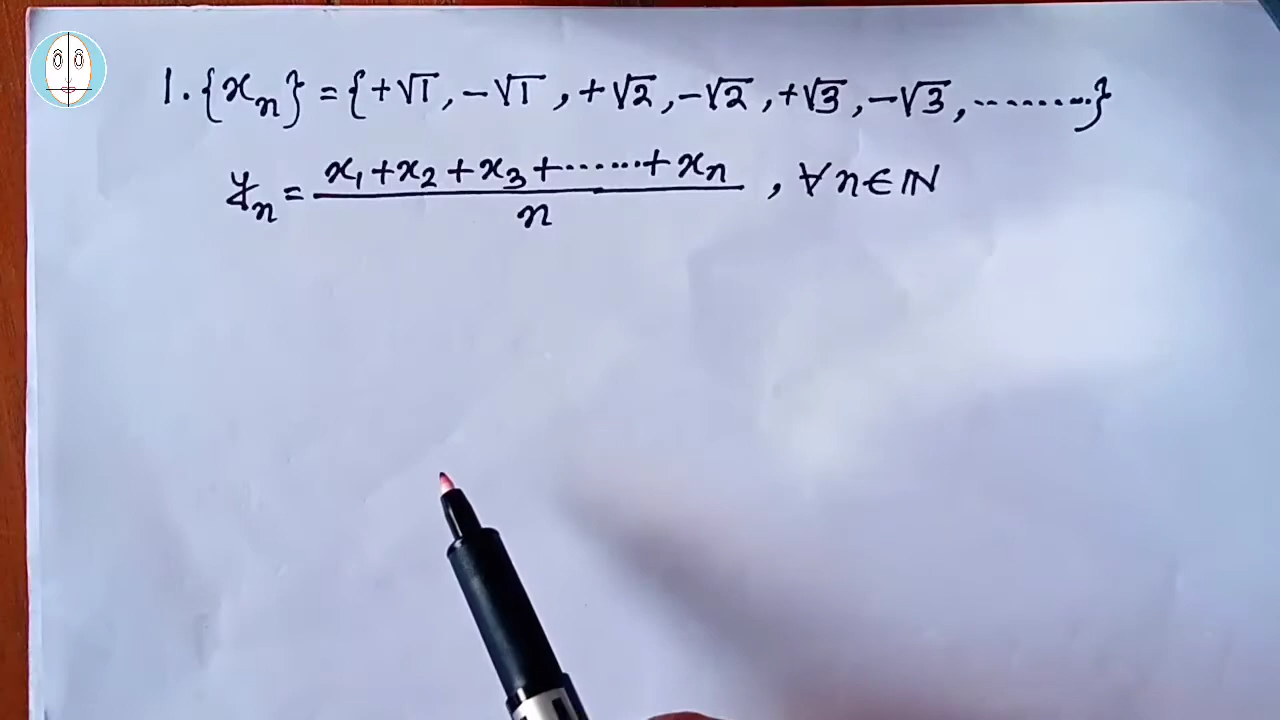 1. {xₙ} = {+√1, -√1, +√2, -√2, +√3, -√3, ..........}
yₙ = (x₁ + x₂ + x₃ + ....... + xₙ) / n , ∀ n ∈ ℕ